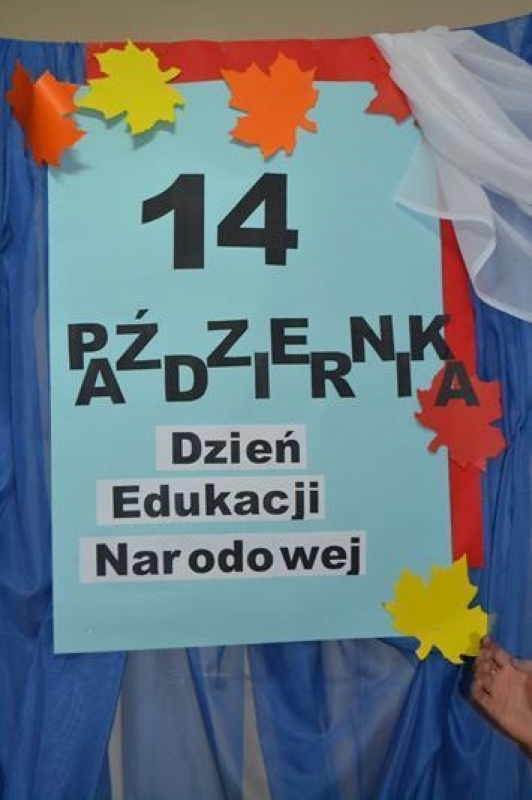 14
PAŹDZIERNIKA
Dzień
Edukacji
Narodowej